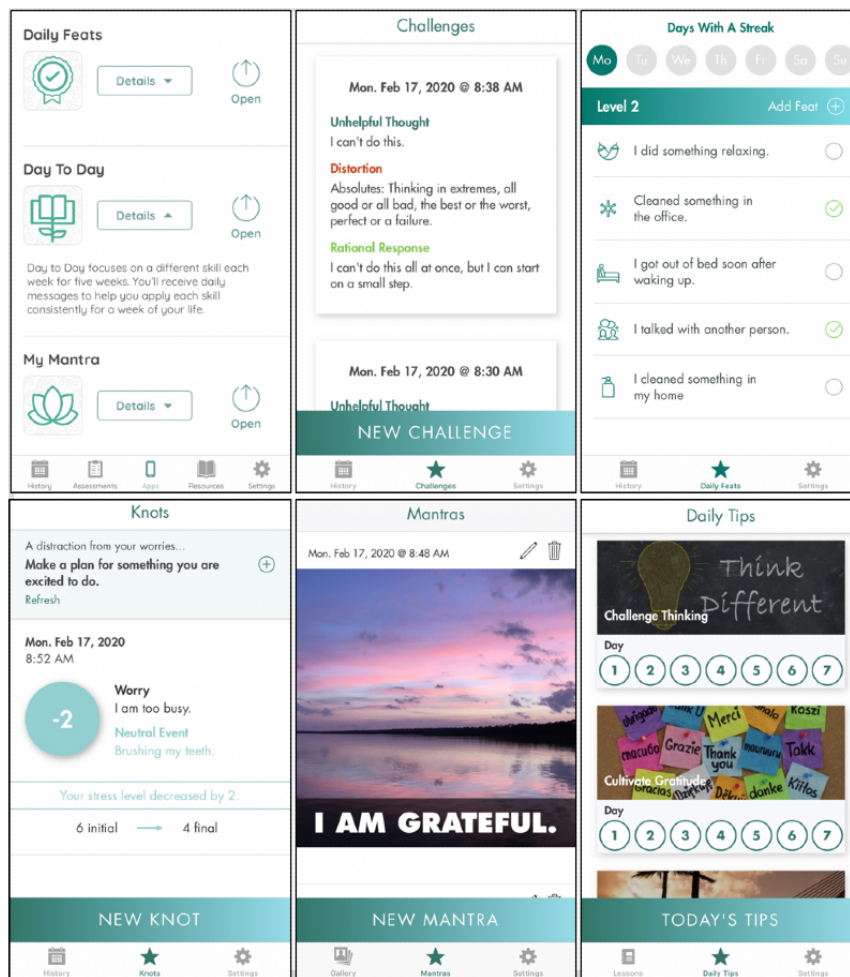 Daily Feats
Details
Open
Day To Day
Details
Open
Day to Day focuses on a different skill each
week for five weeks. You'll receive daily
messages to help you apply each skill
consistently for a week of your life.
My Mantra
Details
Open
History Assessments Apps Resources Settings
Challenges
Mon. Feb 17, 2020 @ 8:38 AM
Unhelpful Thought
I can't do this.
Distortion
Absolutes: Thinking in extremes, all
good or all bad, the best or the worst,
perfect or a failure.
Rational Response
I can't do this all at once, but I can start
on a small step.
Mon. Feb 17, 2020 @ 8:30 AM
Unhelpful Thought
NEW CHALLENGE
History Challenges Settings
Days With A Streak
Mo Tu We Th Fr Sa Su
Level 2 Add Feat
I did something relaxing.
Cleaned something in
the office.
I got out of bed soon after
waking up.
I talked with another person.
I cleaned something in
my home
History Daily Feats Settings
Knots
A distraction from your worries...
Make a plan for something you are
excited to do.
Refresh
Mon. Feb 17, 2020
8:52 AM
-2
Worry
I am too busy.
Neutral Event
Brushing my teeth.
Your stress level decreased by 2.
6 initial → 4 final
NEW KNOT
History Knots Settings
Mantras
Mon. Feb 17, 2020 @ 8:48 AM
I AM GRATEFUL.
NEW MANTRA
Gallery Mantras Settings
Daily Tips
Think
Different
Challenge Thinking
Day
1 2 3 4 5 6 7
obrigado Merci KOSZI
спасибо Grazie Thank you mauruuru Takk
Cultivate Gratitude
Gracias danke Kiitos
Day
1 2 3 4 5 6 7
TODAY'S TIPS
Lessons Daily Tips Settings